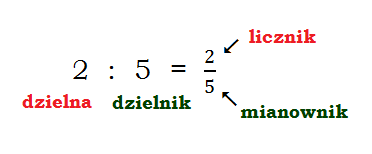 licznik
2 : 5 = 2/5
dzielna dzielnik
mianownik